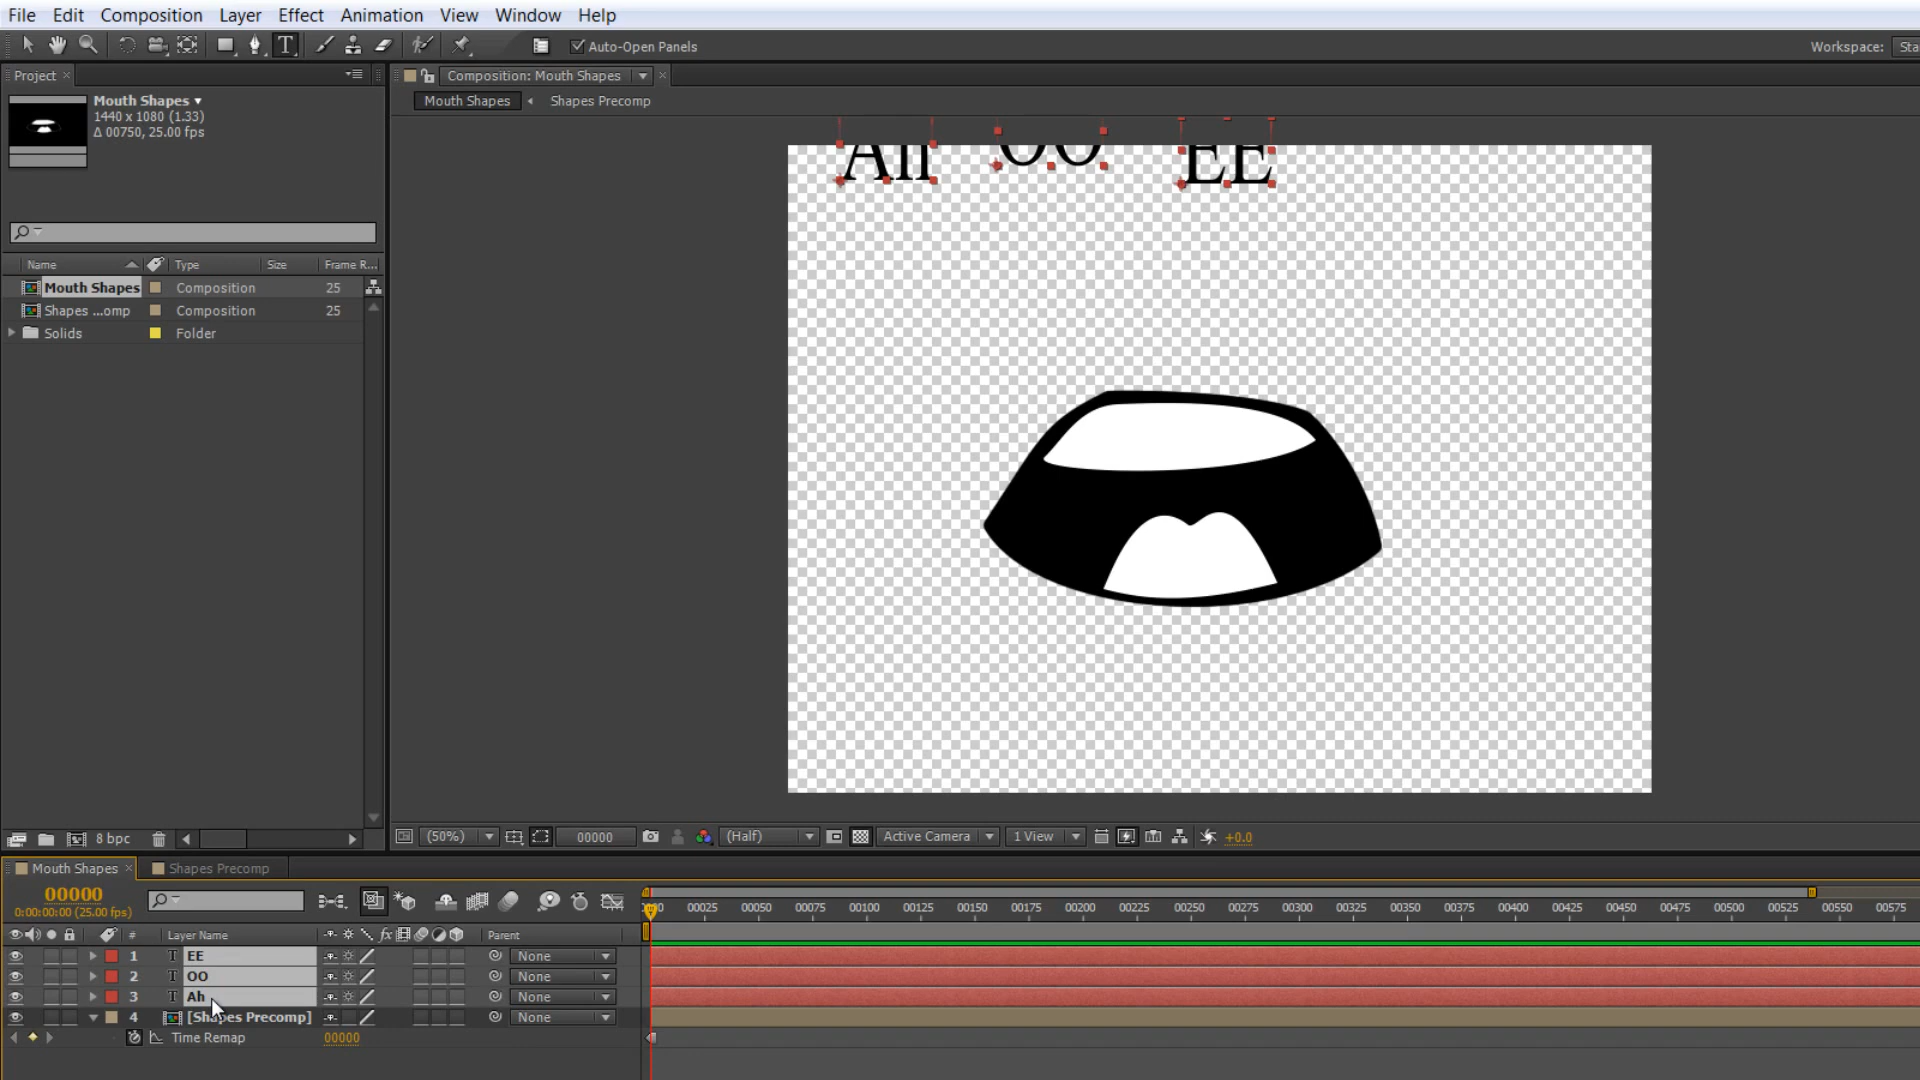 File Edit Composition Layer Effect Animation View Window Help
T Auto-Open Panels Workspace: Sta
Project × Composition: Mouth Shapes ×
Mouth Shapes
1440 x 1080 (1.33)
Δ 00750, 25.00 fps
Mouth Shapes Shapes Precomp
Ah OO EE
Name Type Size Frame R...
Mouth Shapes Composition 25
Shapes ...omp Composition 25
Solids Folder
8 bpc (50%) 00000 (Half) Active Camera 1 View +0.0
Mouth Shapes × Shapes Precomp
00000
0:00:00:00 (25.00 fps)
00025 00050 00075 00100 00125 00150 00175 00200 00225 00250 00275 00300 00325 00350 00375 00400 00425 00450 00475 00500 00525 00550 00575
# Layer Name fx Parent
1 T EE None
2 T OO None
3 T Ah None
4 [Shapes Precomp] None
Time Remap 00000